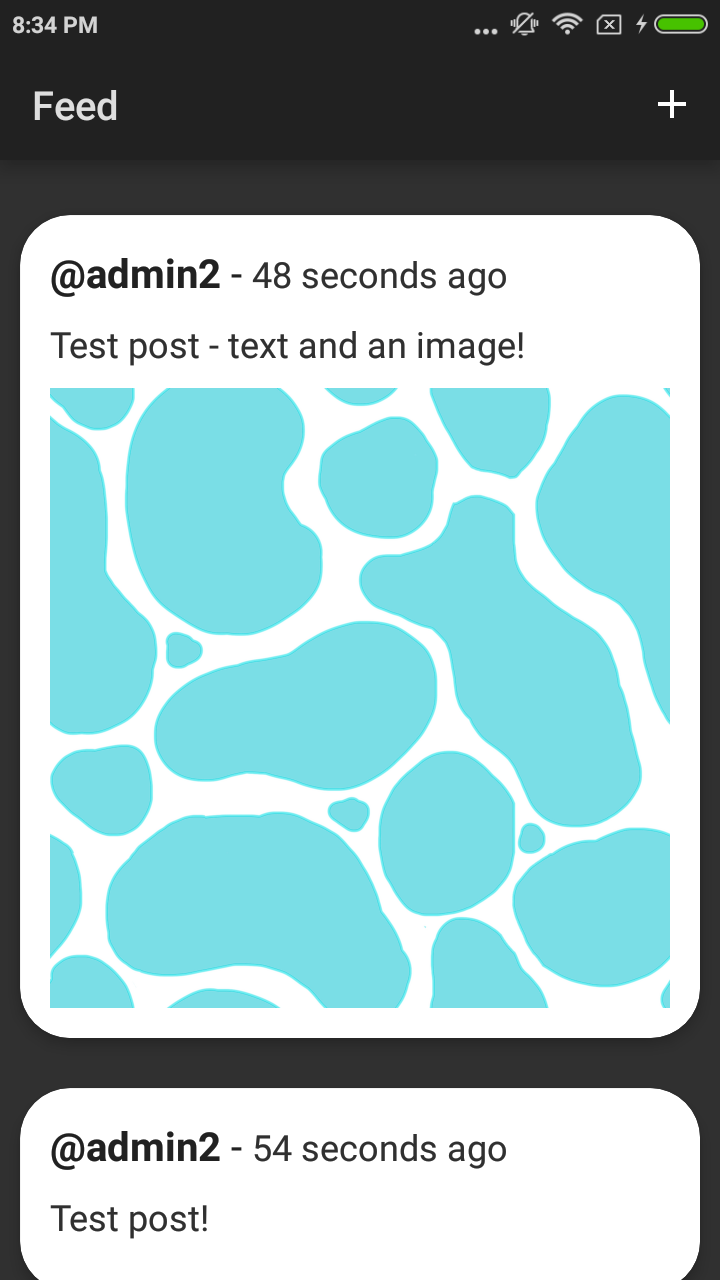 8:34 PM
Feed
@admin2 - 48 seconds ago
Test post - text and an image!
@admin2 - 54 seconds ago
Test post!